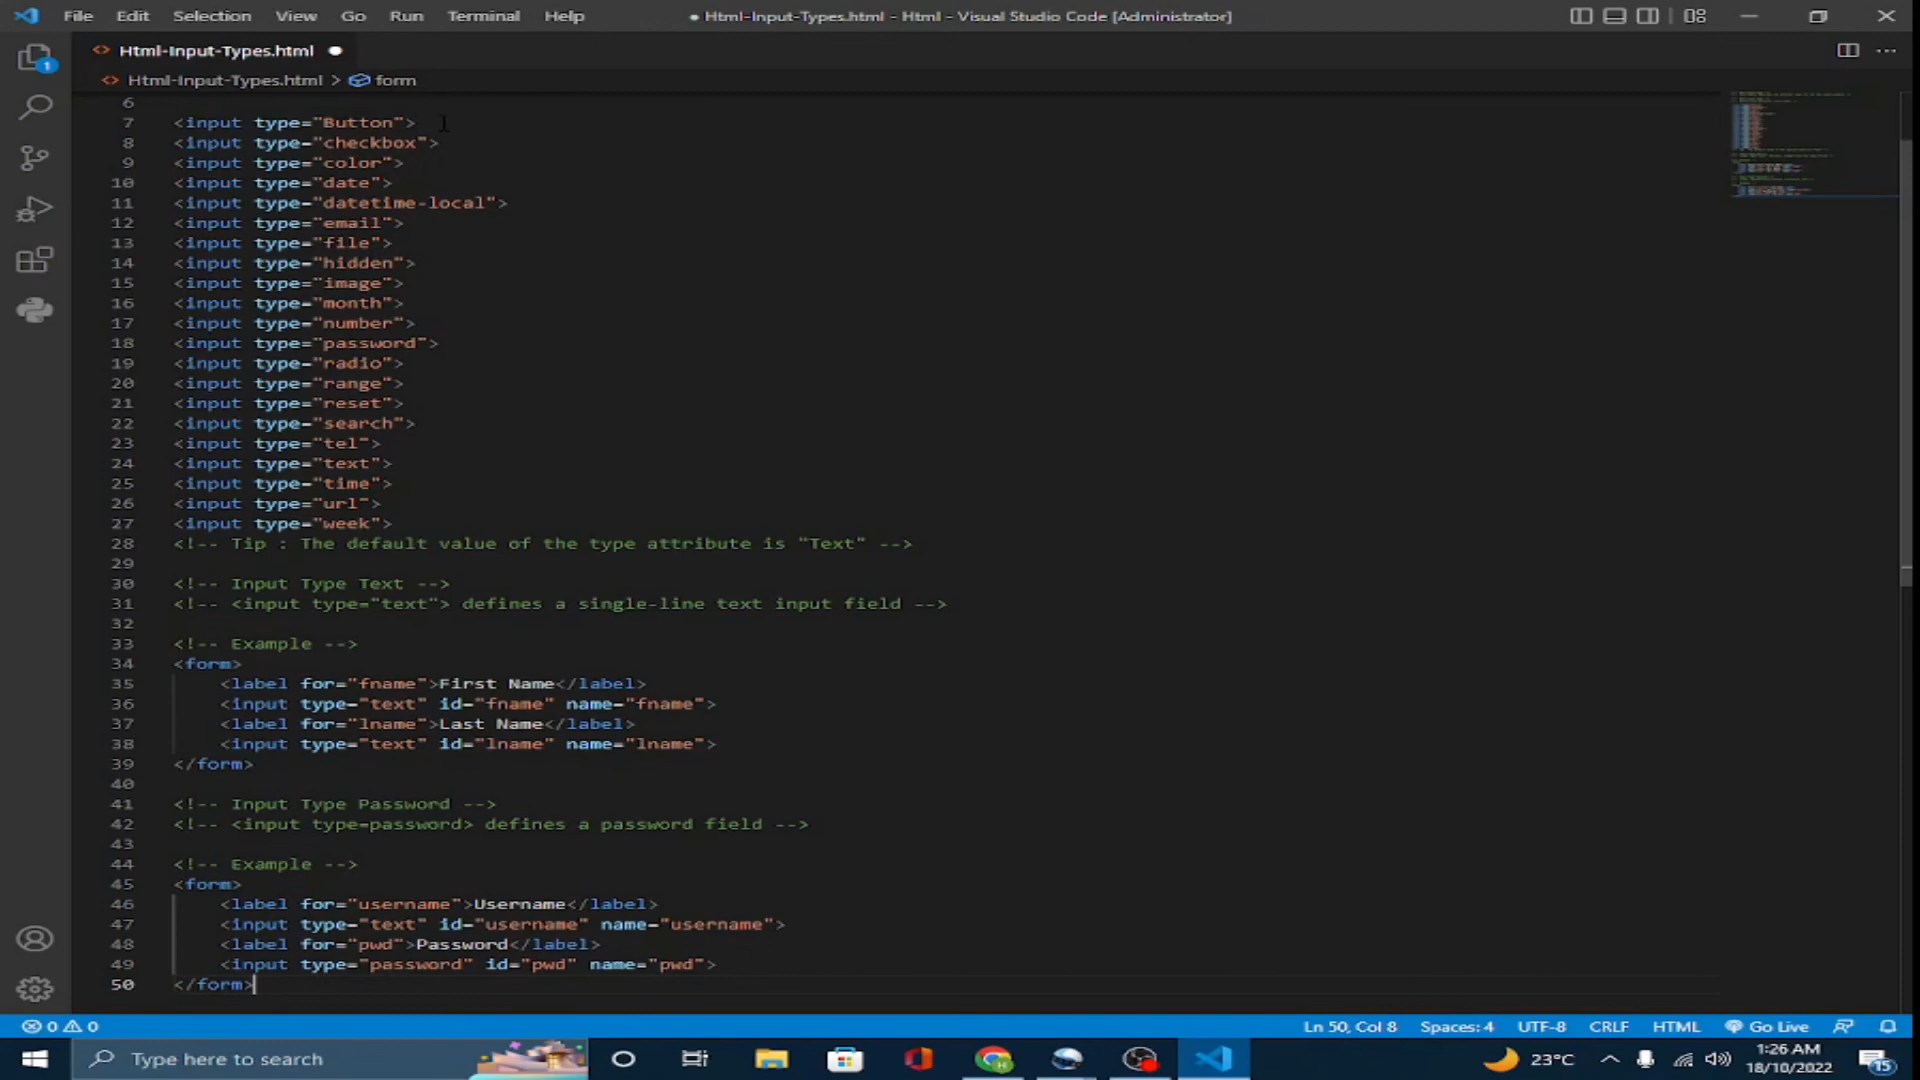 File Edit Selection View Go Run Terminal Help ● Html-Input-Types.html - Html - Visual Studio Code [Administrator]
<> Html-Input-Types.html ●
<> Html-Input-Types.html > form
6
7 <input type="Button">
8 <input type="checkbox">
9 <input type="color">
10 <input type="date">
11 <input type="datetime-local">
12 <input type="email">
13 <input type="file">
14 <input type="hidden">
15 <input type="image">
16 <input type="month">
17 <input type="number">
18 <input type="password">
19 <input type="radio">
20 <input type="range">
21 <input type="reset">
22 <input type="search">
23 <input type="tel">
24 <input type="text">
25 <input type="time">
26 <input type="url">
27 <input type="week">
28 <!-- Tip : The default value of the type attribute is "Text" -->
29
30 <!-- Input Type Text -->
31 <!-- <input type="text"> defines a single-line text input field -->
32
33 <!-- Example -->
34 <form>
35 <label for="fname">First Name</label>
36 <input type="text" id="fname" name="fname">
37 <label for="lname">Last Name</label>
38 <input type="text" id="lname" name="lname">
39 </form>
40
41 <!-- Input Type Password -->
42 <!-- <input type=password> defines a password field -->
43
44 <!-- Example -->
45 <form>
46 <label for="username">Username</label>
47 <input type="text" id="username" name="username">
48 <label for="pwd">Password</label>
49 <input type="password" id="pwd" name="pwd">
50 </form>
1
0 0 Ln 50, Col 8 Spaces: 4 UTF-8 CRLF HTML Go Live
Type here to search 23°C 1:26 AM
18/10/2022 15